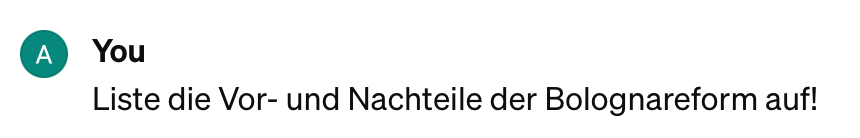 A You
Liste die Vor- und Nachteile der Bolognareform auf!